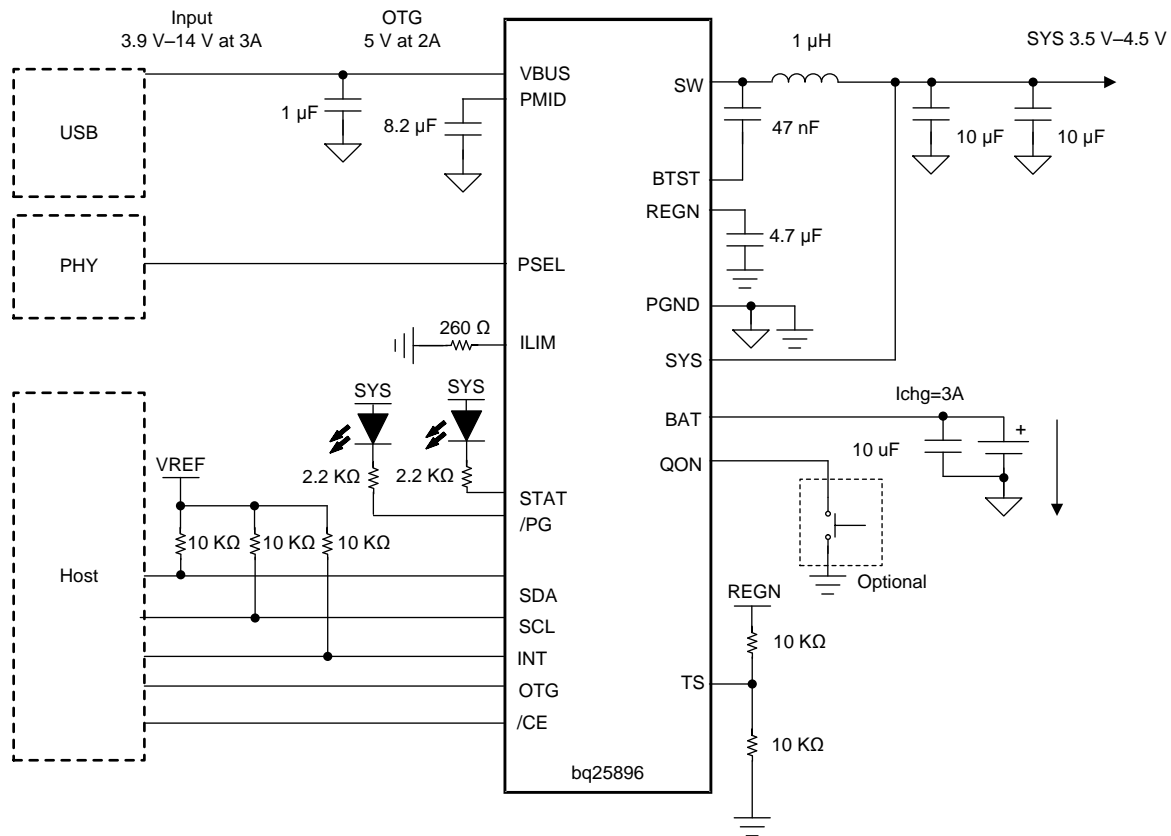 Input
3.9 V–14 V at 3A
OTG
5 V at 2A
1 µH
SYS 3.5 V–4.5 V
VBUS
SW
PMID
1 µF
8.2 µF
47 nF
10 µF
10 µF
USB
BTST
REGN
4.7 µF
PHY
PSEL
PGND
260 Ω
ILIM
SYS
SYS
SYS
Ichg=3A
BAT
10 uF
+
QON
VREF
2.2 KΩ
2.2 KΩ
STAT
/PG
10 KΩ
10 KΩ
10 KΩ
Host
Optional
SDA
REGN
SCL
10 KΩ
INT
TS
OTG
/CE
10 KΩ
bq25896